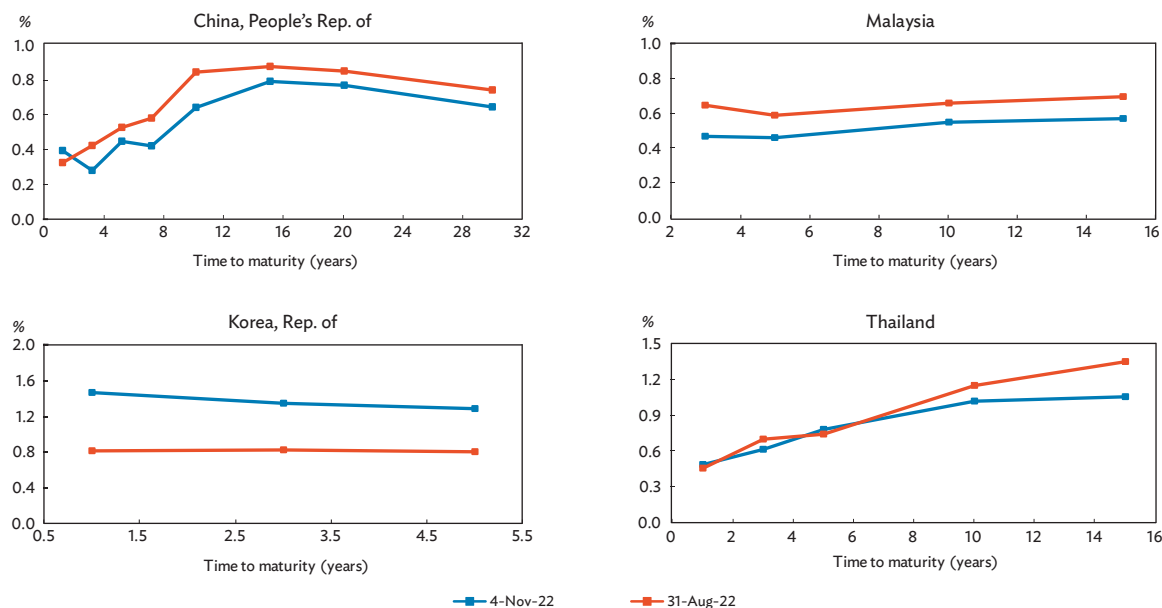 China, People's Rep. of
%
1.0
0.8
0.6
0.4
0.2
0.0
0 4 8 12 16 20 24 28 32
Time to maturity (years)
Malaysia
%
1.0
0.8
0.6
0.4
0.2
0.0
2 4 6 8 10 12 14 16
Time to maturity (years)
Korea, Rep. of
%
2.0
1.6
1.2
0.8
0.4
0.0
0.5 1.5 2.5 3.5 4.5 5.5
Time to maturity (years)
Thailand
%
1.5
1.2
0.9
0.6
0.3
0.0
0 2 4 6 8 10 12 14 16
Time to maturity (years)
4-Nov-22 31-Aug-22